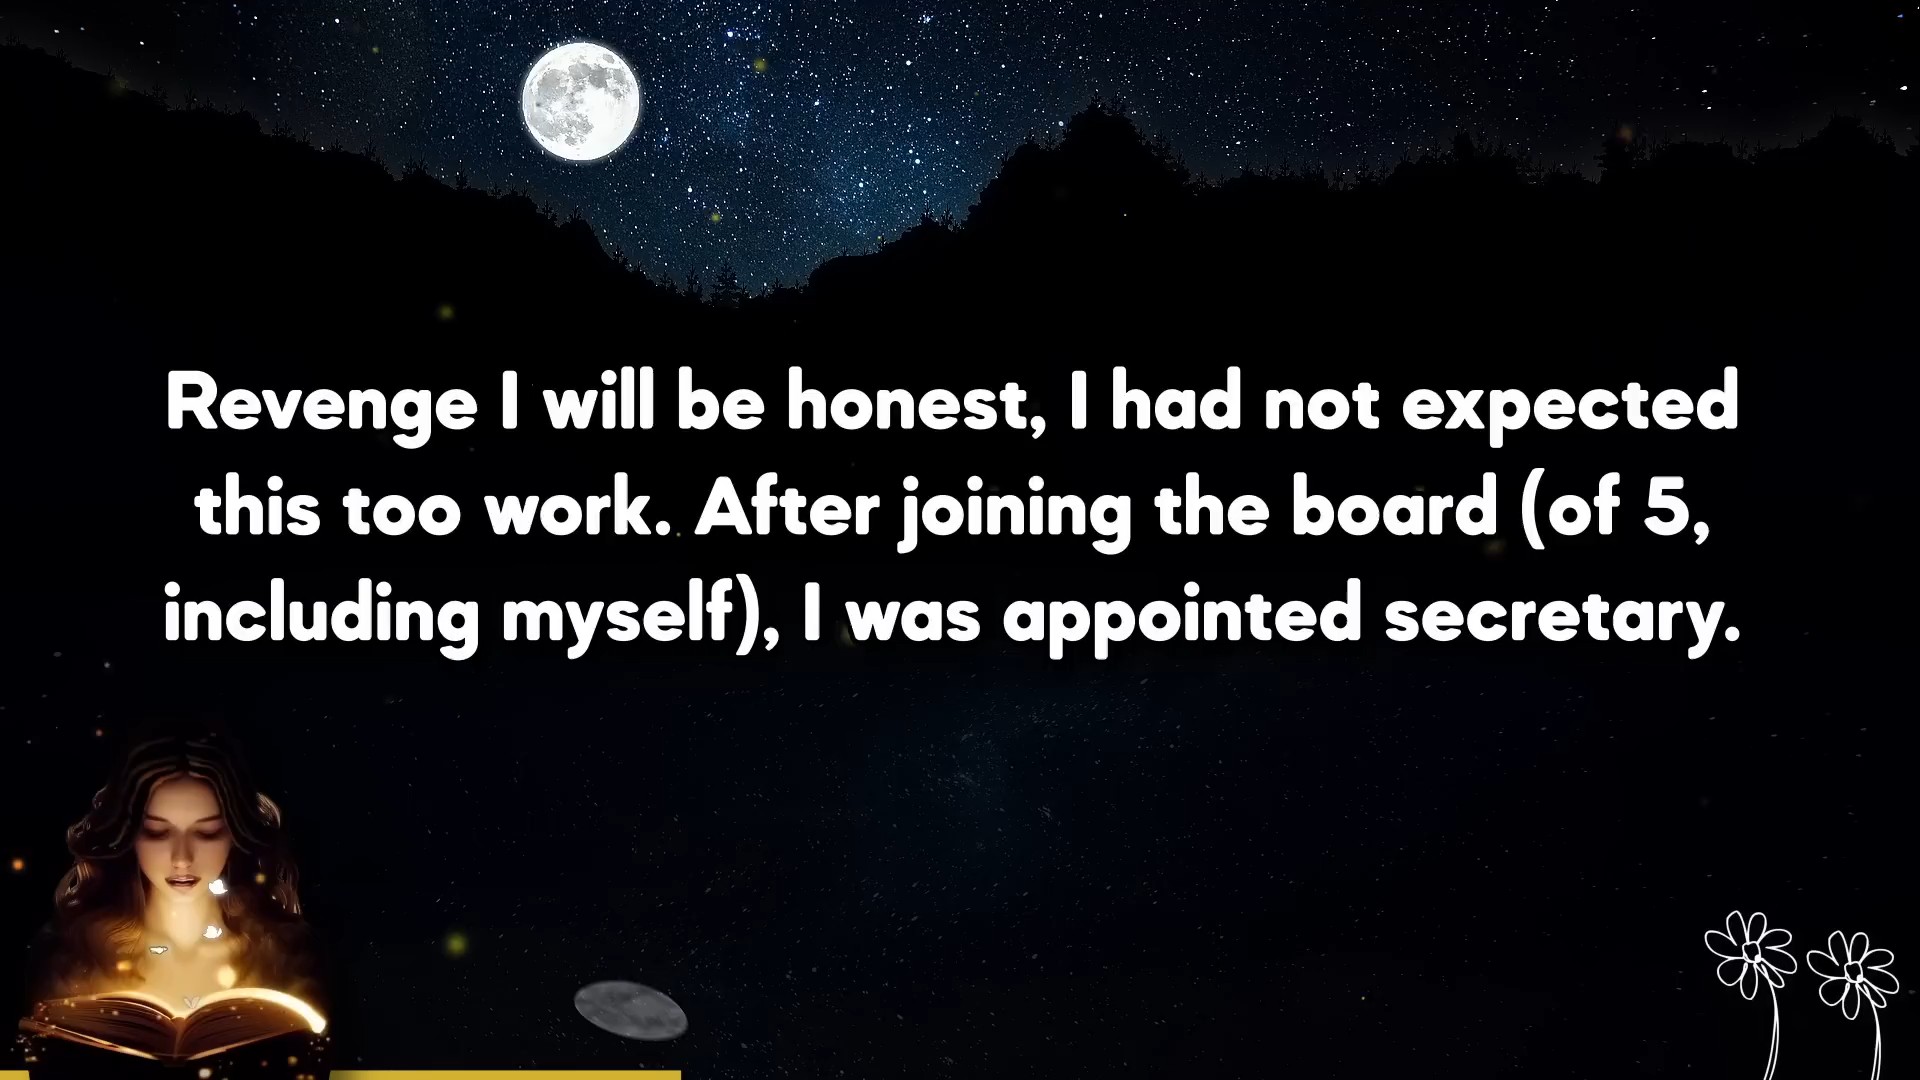 Revenge I will be honest, I had not expected
this too work. After joining the board (of 5,
including myself), I was appointed secretary.